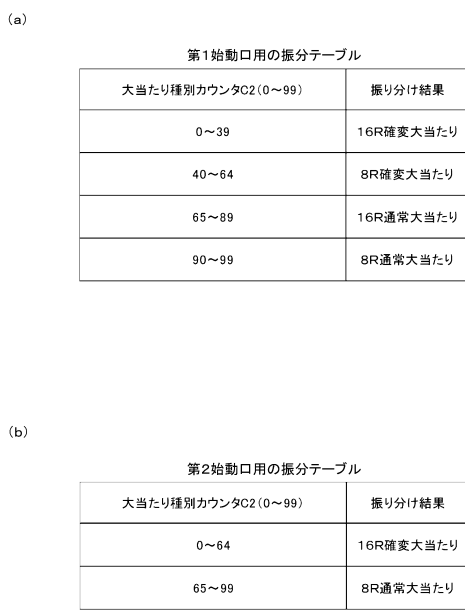 (a)
第1始動口用の振分テーブル
大当たり種別カウンタC2(0～99) 振り分け結果
0～39 16R確変大当たり
40～64 8R確変大当たり
65～89 16R通常大当たり
90～99 8R通常大当たり
(b)
第2始動口用の振分テーブル
大当たり種別カウンタC2(0～99) 振り分け結果
0～64 16R確変大当たり
65～99 8R通常大当たり